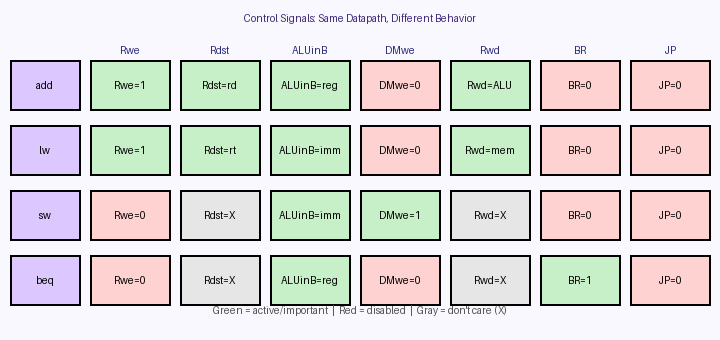 Control Signals: Same Datapath, Different Behavior
Rwe Rdst ALUinB DMwe Rwd BR JP
add Rwe=1 Rdst=rd ALUinB=reg DMwe=0 Rwd=ALU BR=0 JP=0
lw Rwe=1 Rdst=rt ALUinB=imm DMwe=0 Rwd=mem BR=0 JP=0
sw Rwe=0 Rdst=X ALUinB=imm DMwe=1 Rwd=X BR=0 JP=0
beq Rwe=0 Rdst=X ALUinB=reg DMwe=0 Rwd=X BR=1 JP=0
Green = active/important | Red = disabled | Gray = don't care (X)